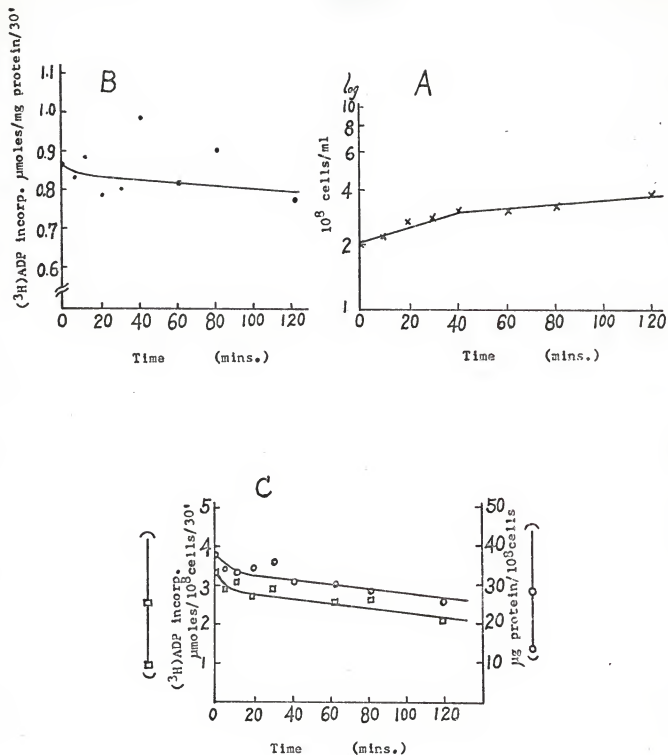 B
(³H)ADP incorp. µmoles/mg protein/30'
1.1
1.0
0.9
0.8
0.7
0.6
0 20 40 60 80 100 120
Time (mins.)
A
log
10⁸ cells/ml
10
8
6
4
2
1
0 20 40 60 80 100 120
Time (mins.)
C
(³H)ADP incorp.
µmoles/10⁸cells/30'
5
4
3
2
1
50
40
30
20
10
µg protein/10⁸cells
0 20 40 60 80 100 120
Time (mins.)